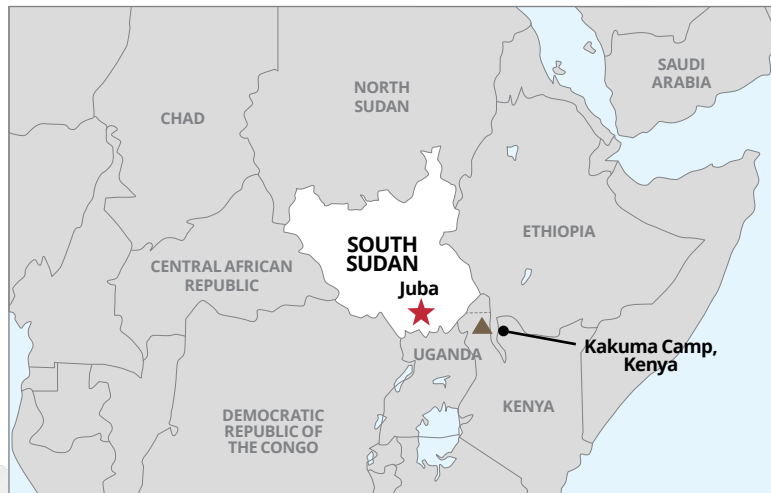 SAUDI
ARABIA
NORTH
SUDAN
CHAD
SOUTH
SUDAN
Juba
ETHIOPIA
CENTRAL AFRICAN
REPUBLIC
UGANDA
Kakuma Camp,
Kenya
KENYA
DEMOCRATIC
REPUBLIC OF
THE CONGO